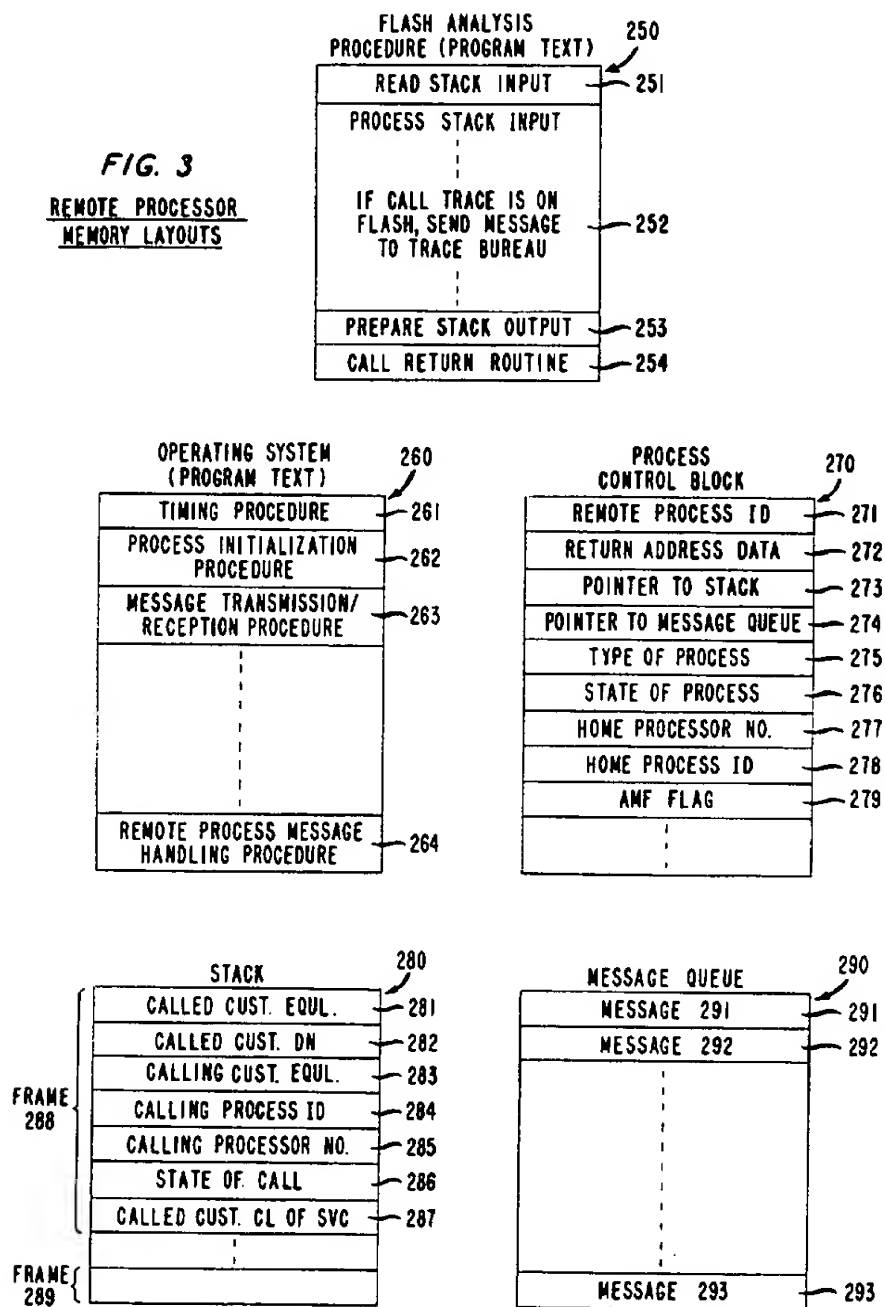 FLASH ANALYSIS
PROCEDURE (PROGRAM TEXT)
250
READ STACK INPUT
251
PROCESS STACK INPUT
IF CALL TRACE IS ON
FLASH, SEND MESSAGE
TO TRACE BUREAU
252
PREPARE STACK OUTPUT
253
CALL RETURN ROUTINE
254
FIG. 3
REMOTE PROCESSOR
MEMORY LAYOUTS
OPERATING SYSTEM
(PROGRAM TEXT)
260
TIMING PROCEDURE
261
PROCESS INITIALIZATION
PROCEDURE
262
MESSAGE TRANSMISSION/
RECEPTION PROCEDURE
263
REMOTE PROCESS MESSAGE
HANDLING PROCEDURE
264
PROCESS
CONTROL BLOCK
270
REMOTE PROCESS ID
271
RETURN ADDRESS DATA
272
POINTER TO STACK
273
POINTER TO MESSAGE QUEUE
274
TYPE OF PROCESS
275
STATE OF PROCESS
276
HOME PROCESSOR NO.
277
HOME PROCESS ID
278
AMF FLAG
279
STACK
280
CALLED CUST. EQUL.
281
CALLED CUST. DN
282
CALLING CUST. EQUL.
283
CALLING PROCESS ID
284
CALLING PROCESSOR NO.
285
STATE OF CALL
286
CALLED CUST. CL OF SVC
287
FRAME
288
FRAME
289
MESSAGE QUEUE
290
MESSAGE 291
291
MESSAGE 292
292
MESSAGE 293
293